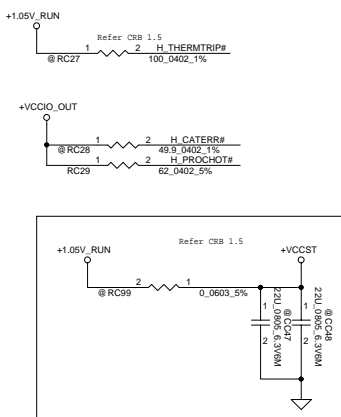 +1.05V_RUN
Refer CRB 1.5
1 2 H_THERMTRIP#
@RC27 100_0402_1%
+VCCIO_OUT
1 2 H_CATERR#
@RC28 49.9_0402_1%
1 2 H_PROCHOT#
RC29 62_0402_5%
Refer CRB 1.5
+1.05V_RUN +VCCST
2 1
@RC99 0_0603_5%
1 2
@CC47
22U_0805_6.3V6M
1 2
@CC48
22U_0805_6.3V6M